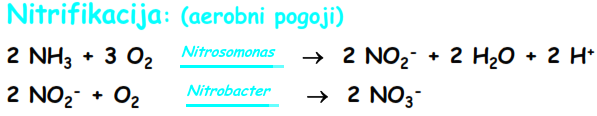 Nitrifikacija: (aerobni pogoji)
2 NH₃ + 3 O₂ Nitrosomonas → 2 NO₂⁻ + 2 H₂O + 2 H⁺
2 NO₂⁻ + O₂ Nitrobacter → 2 NO₃⁻